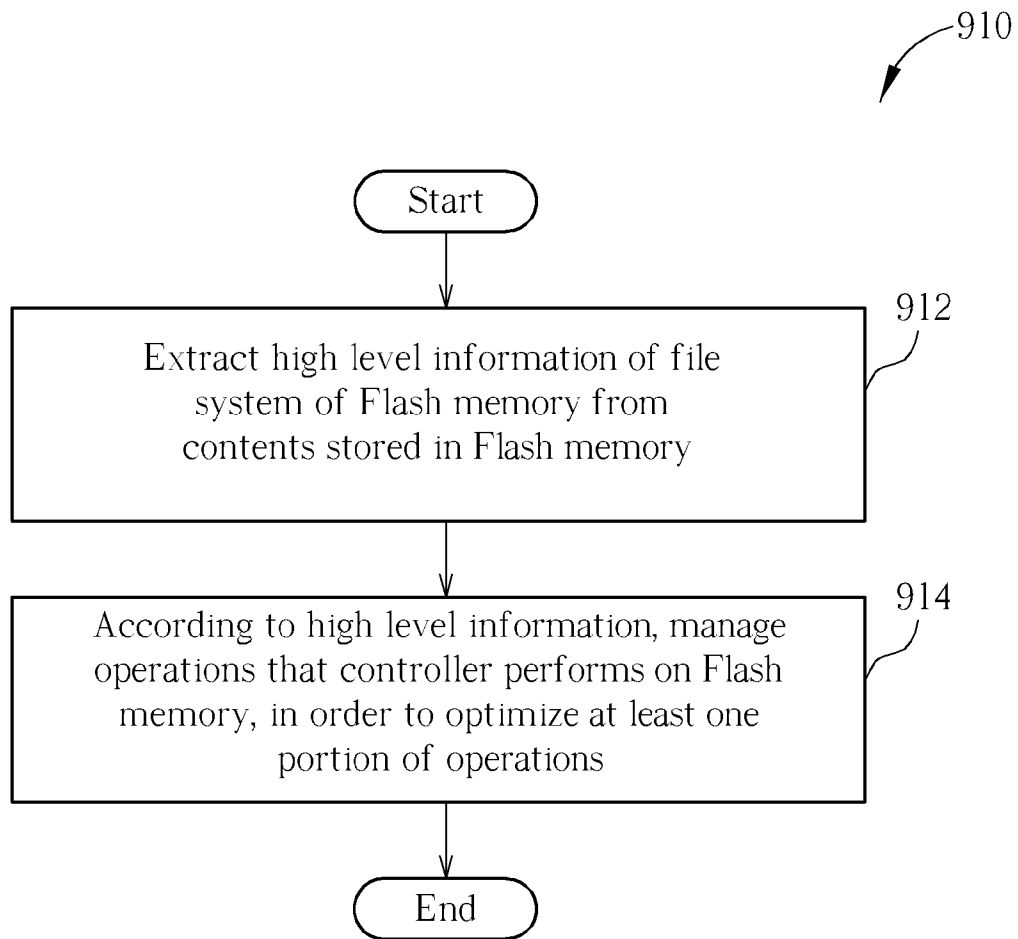 910
Start
912
Extract high level information of file
system of Flash memory from
contents stored in Flash memory
914
According to high level information, manage
operations that controller performs on Flash
memory, in order to optimize at least one
portion of operations
End